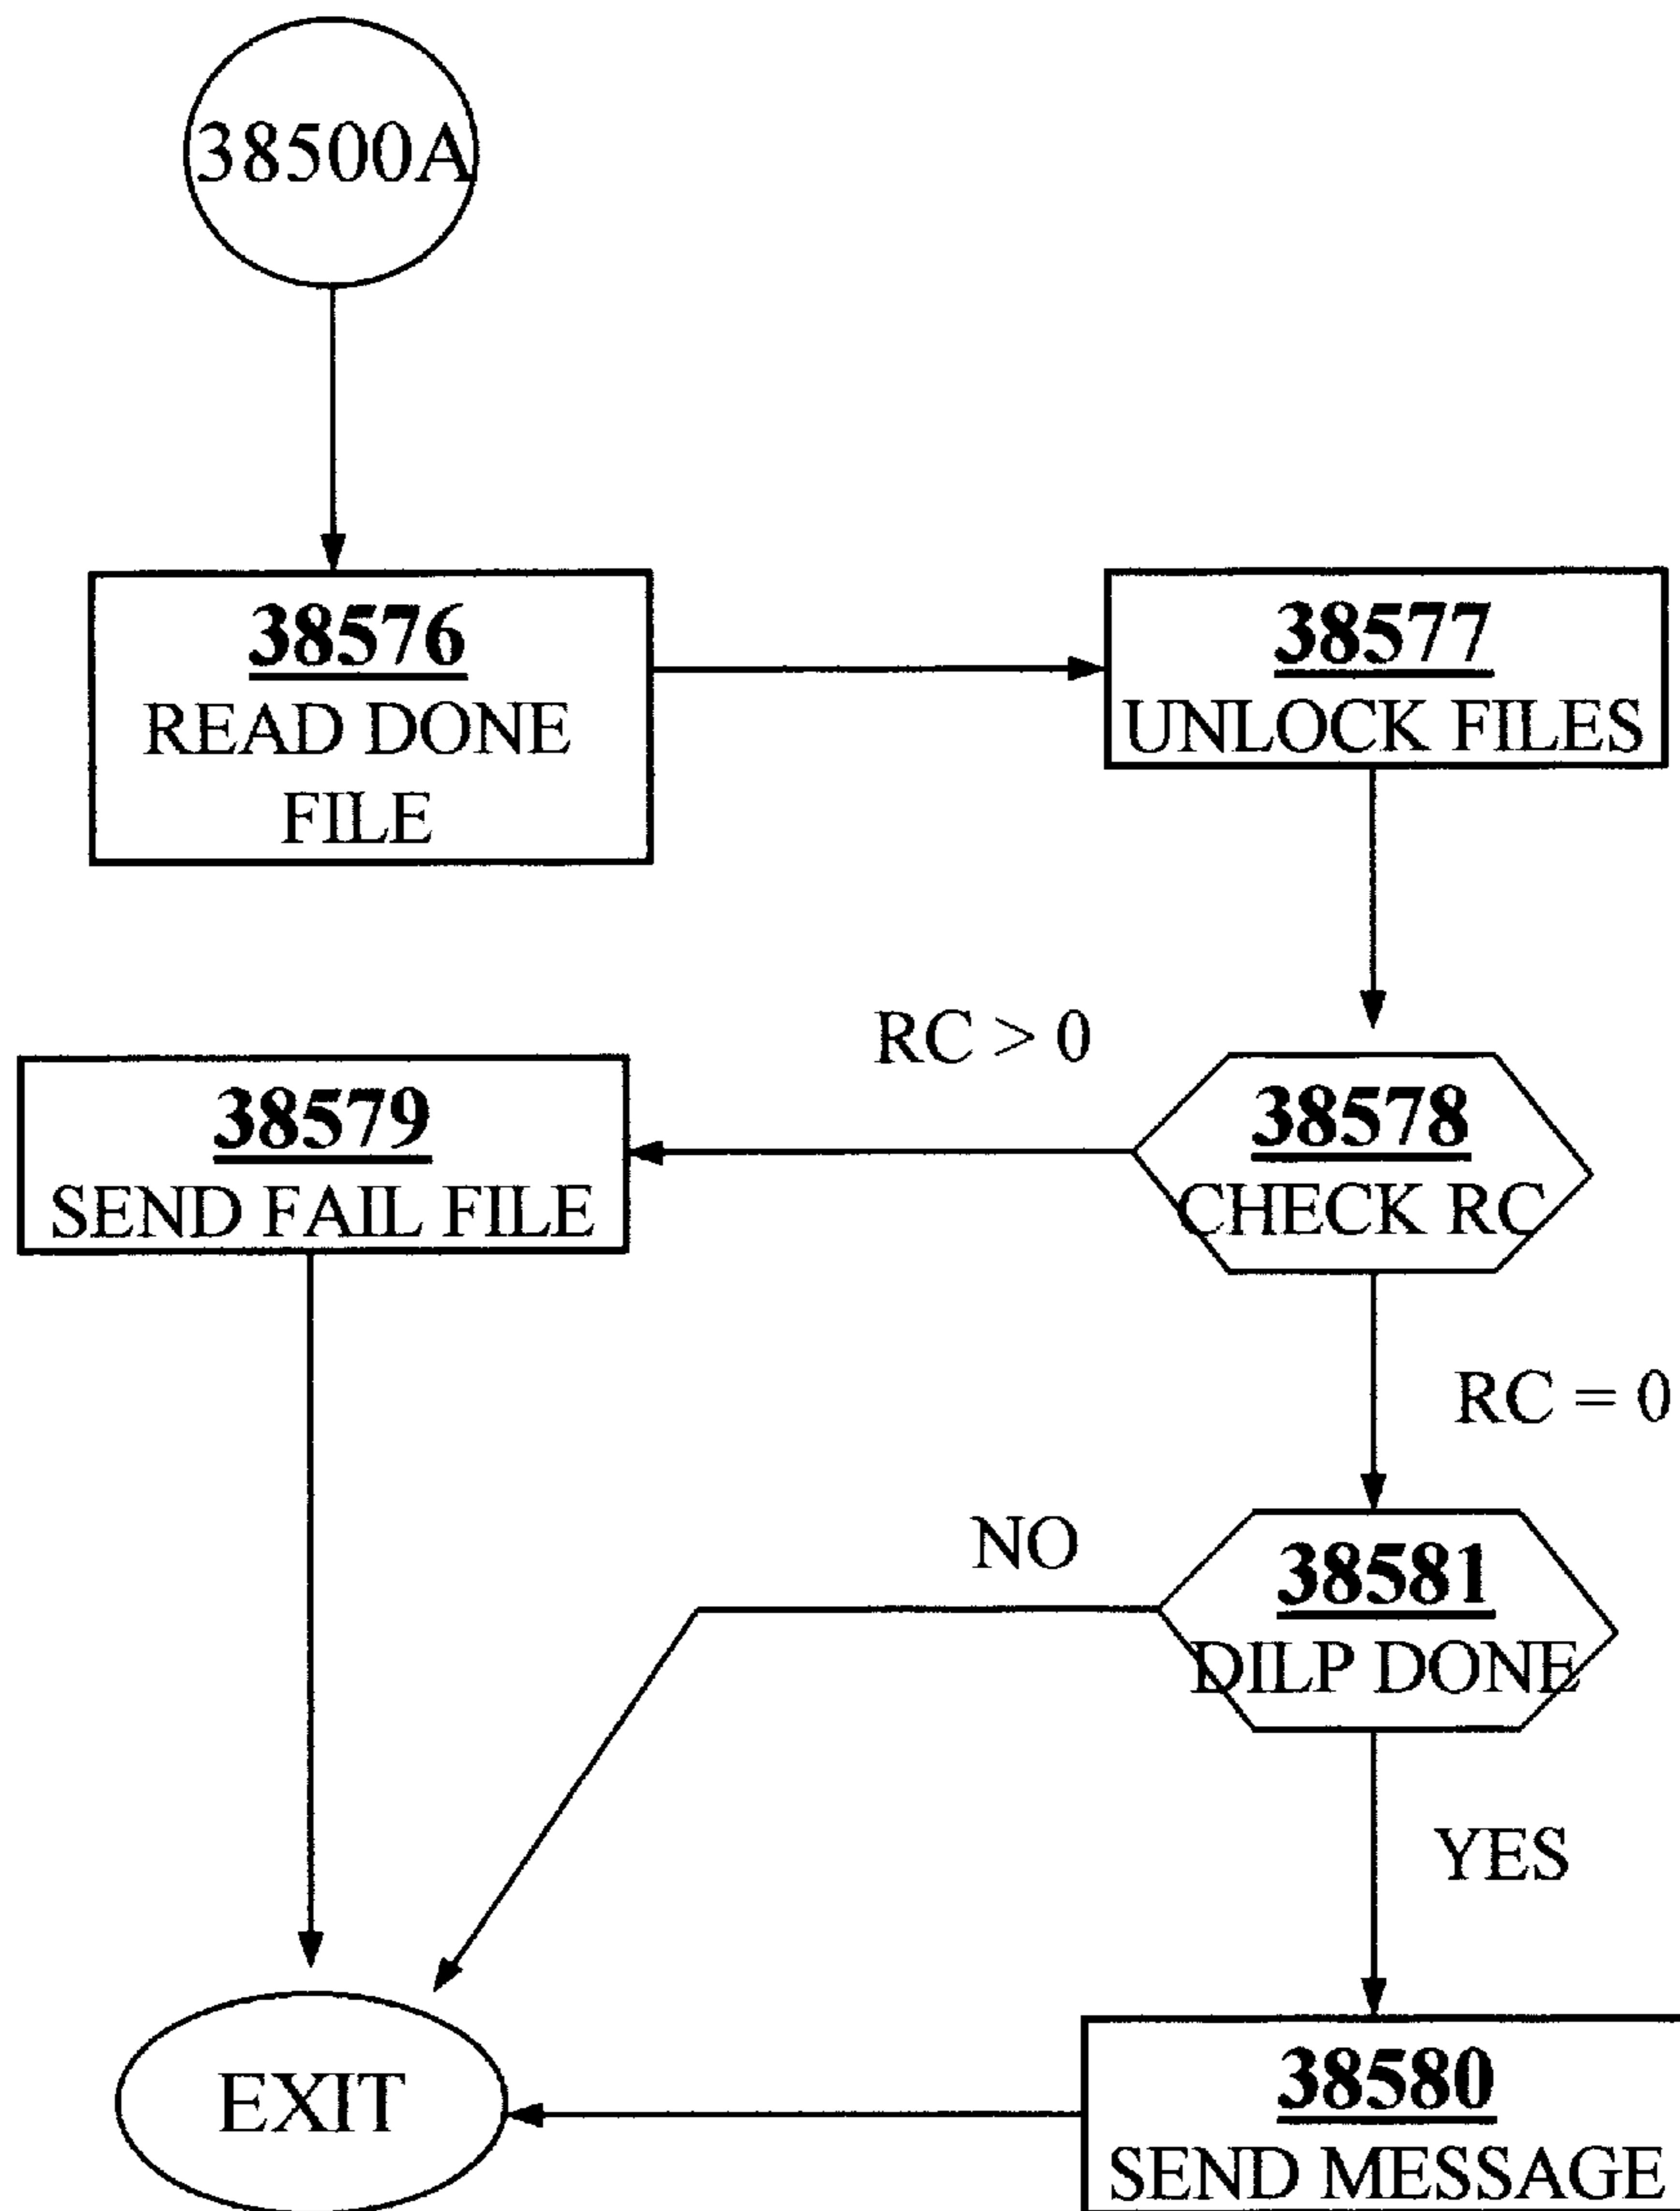 38500A
38576
READ DONE
FILE
38577
UNLOCK FILES
RC > 0
38579
SEND FAIL FILE
38578
CHECK RC
RC = 0
NO
38581
DILP DONE
YES
EXIT
38580
SEND MESSAGE